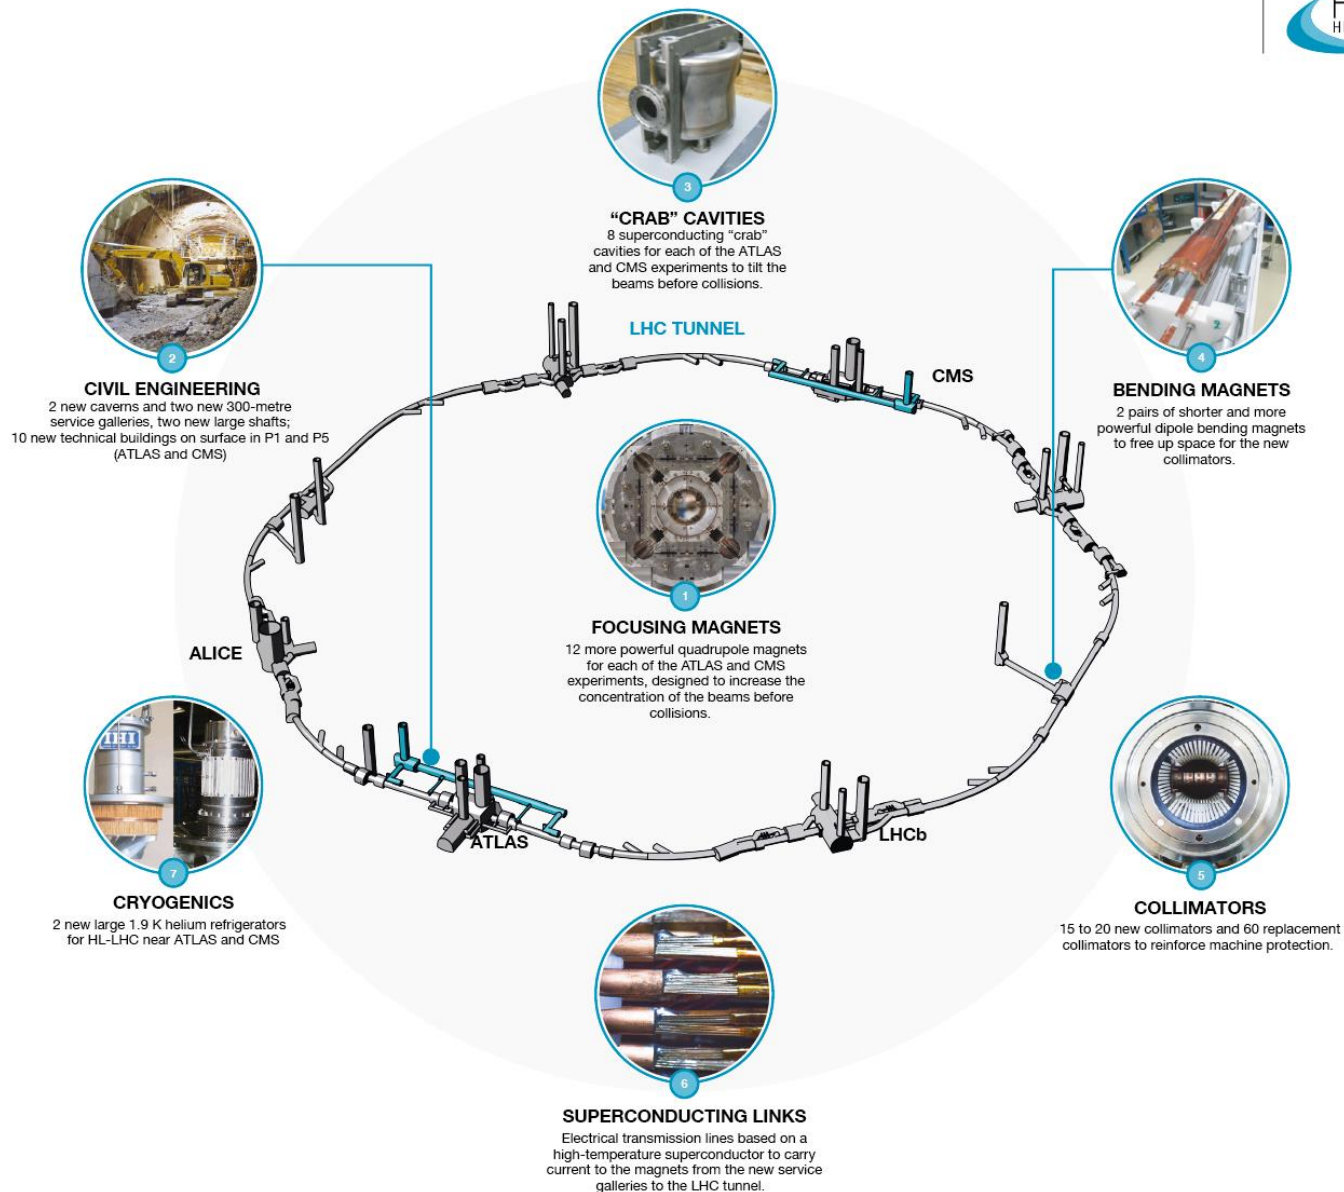 3
“CRAB” CAVITIES
8 superconducting “crab”
cavities for each of the ATLAS
and CMS experiments to tilt the
beams before collisions.
LHC TUNNEL
2
CIVIL ENGINEERING
2 new caverns and two new 300-metre
service galleries, two new large shafts;
10 new technical buildings on surface in P1 and P5
(ATLAS and CMS)
CMS
4
BENDING MAGNETS
2 pairs of shorter and more
powerful dipole bending magnets
to free up space for the new
collimators.
1
FOCUSING MAGNETS
12 more powerful quadrupole magnets
for each of the ATLAS and CMS
experiments, designed to increase the
concentration of the beams before
collisions.
ALICE
ATLAS
LHCb
IHI
7
CRYOGENICS
2 new large 1.9 K helium refrigerators
for HL-LHC near ATLAS and CMS
5
COLLIMATORS
15 to 20 new collimators and 60 replacement
collimators to reinforce machine protection.
6
SUPERCONDUCTING LINKS
Electrical transmission lines based on a
high-temperature superconductor to carry
current to the magnets from the new service
galleries to the LHC tunnel.